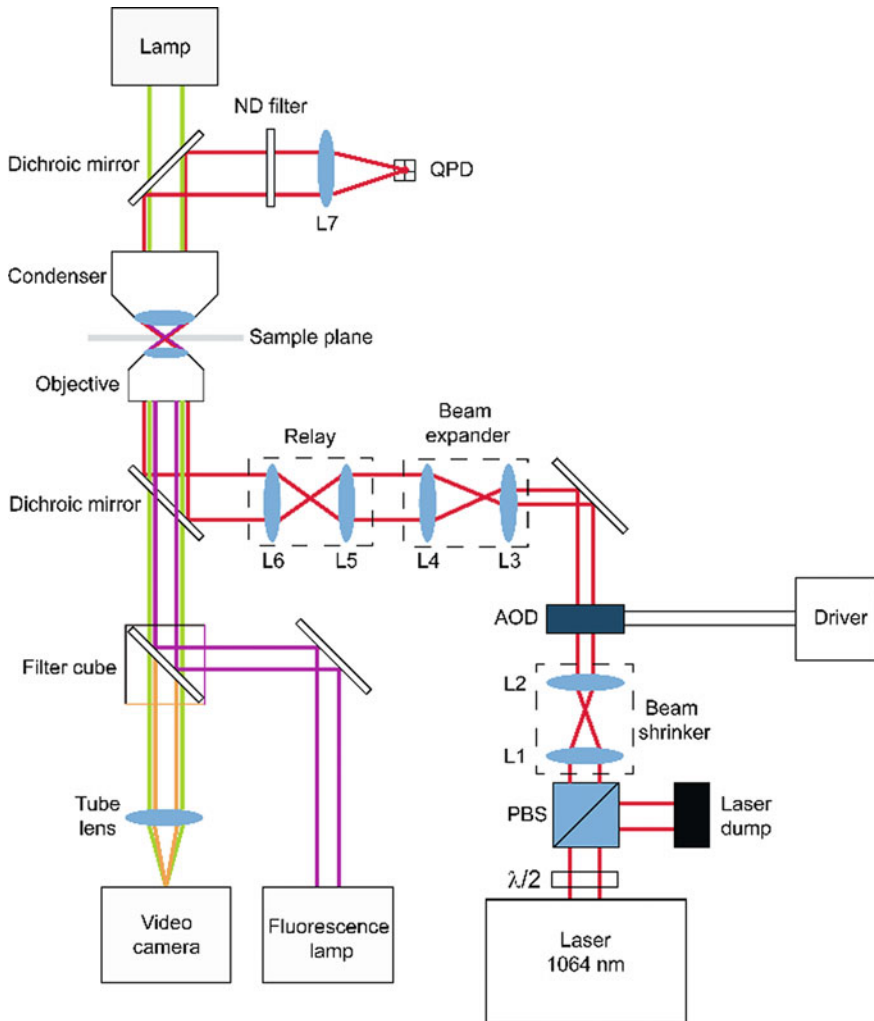 Lamp
ND filter
Dichroic mirror
QPD
L7
Condenser
Sample plane
Objective
Beam
expander
Relay
Dichroic mirror
L6
L5
L4
L3
AOD
Driver
Filter cube
L2
Beam
shrinker
L1
Tube
lens
PBS
Laser
dump
λ/2
Video
camera
Fluorescence
lamp
Laser
1064 nm